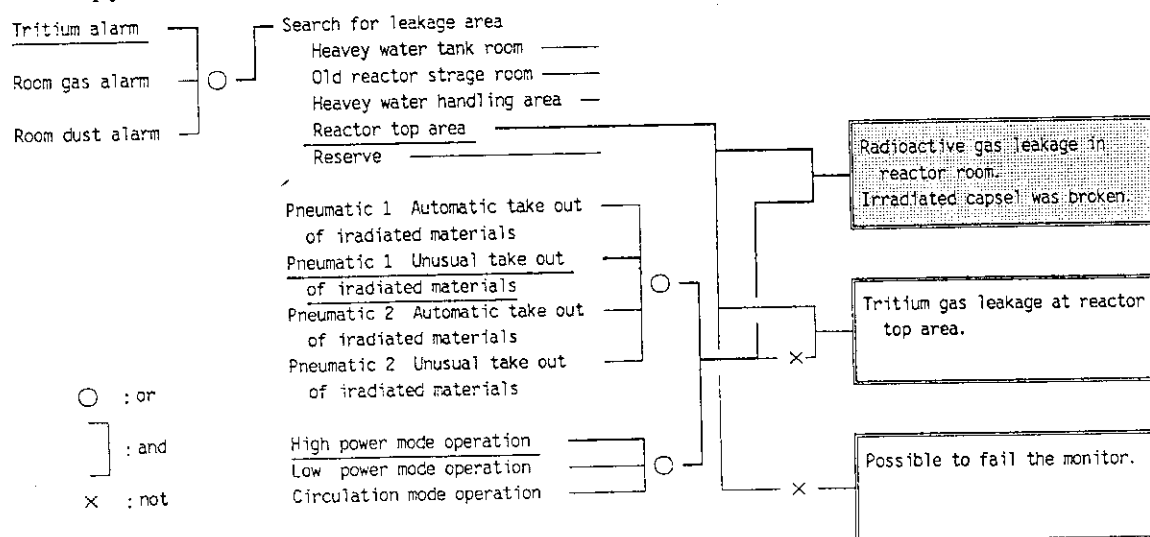 Tritium alarm
Room gas alarm
Room dust alarm
Search for leakage area
Heavey water tank room
Old reactor strage room
Heavey water handling area
Reactor top area
Reserve
Pneumatic 1 Automatic take out
of iradiated materials
Pneumatic 1 Unusual take out
of iradiated materials
Pneumatic 2 Automatic take out
of iradiated materials
Pneumatic 2 Unusual take out
of iradiated materials
High power mode operation
Low power mode operation
Circulation mode operation
Radioactive gas leakage in
reactor room.
Irradiated capsel was broken.
Tritium gas leakage at reactor
top area.
Possible to fail the monitor.
○ : or
] : and
× : not